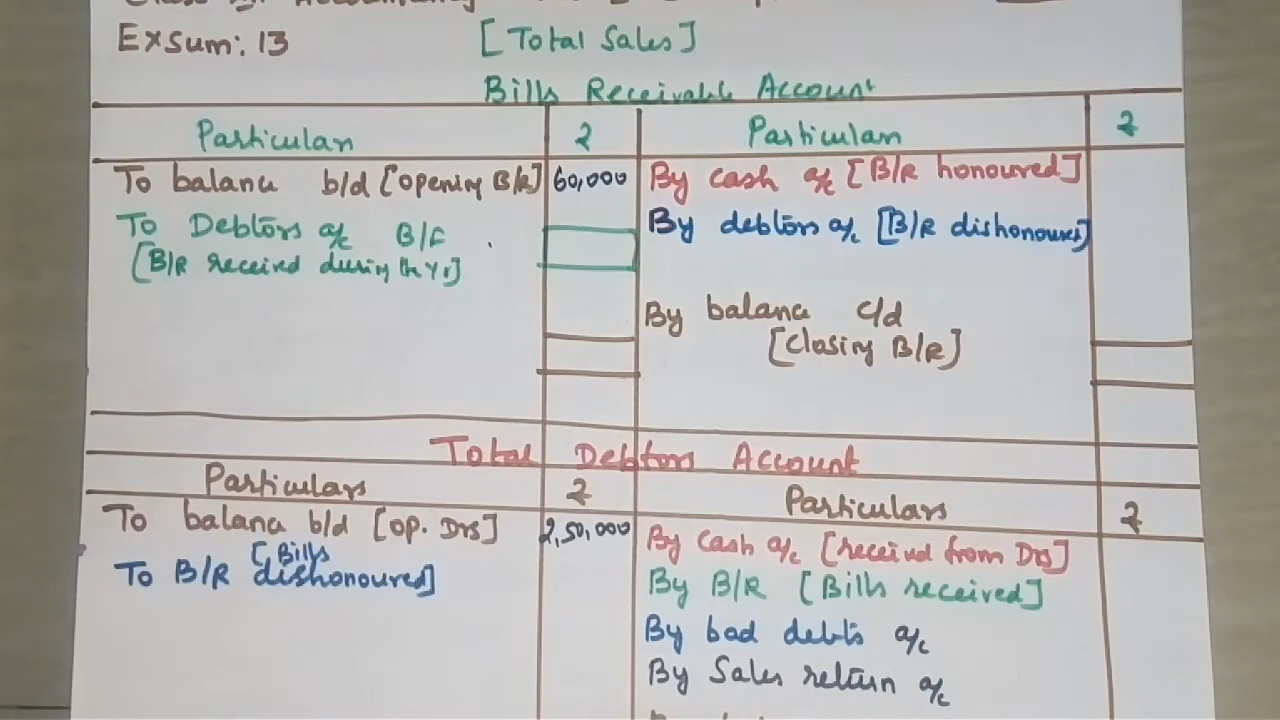 ExSum: 13
[Total Sales]
Bills Receivable Account
Particulars ₹ Particulars ₹
To balance b/d [opening B/R] 60,000 By cash a/c [B/R honoured]
To Debtors a/c B/F By debtors a/c [B/R dishonoured]
[B/R received during the yr]
By balance c/d
[Closing B/R]
Total Debtors Account
Particulars ₹ Particulars ₹
To balance b/d [op. Drs] 2,50,000 By cash a/c [received from Drs]
To B/R [Bills dishonoured] By B/R [Bills received]
By bad debts a/c
By Sales return a/c